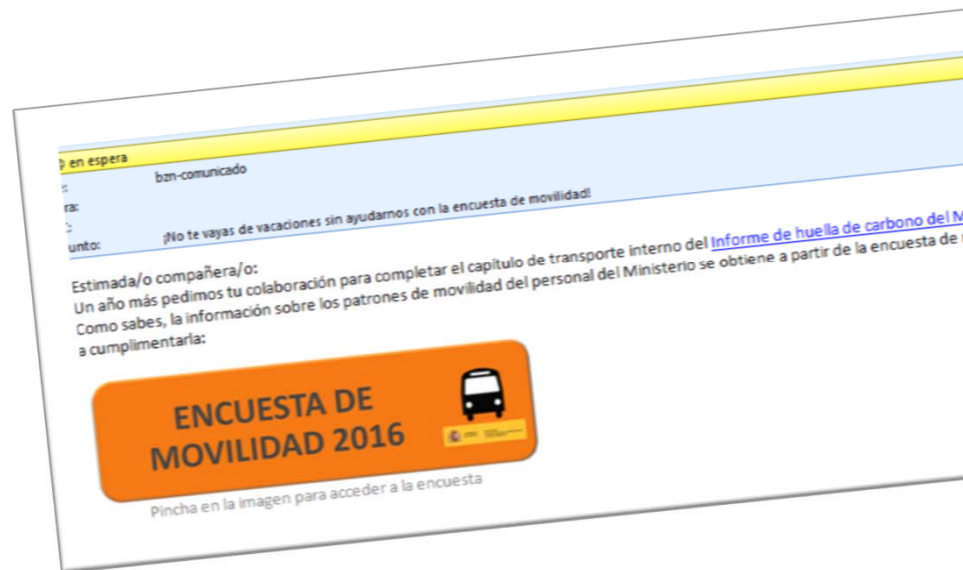 en espera
bzn-comunicado
ra:
unto: ¡No te vayas de vacaciones sin ayudarnos con la encuesta de movilidad!
Estimada/o compañera/o:
Un año más pedimos tu colaboración para completar el capítulo de transporte interno del Informe de huella de carbono del M
Como sabes, la información sobre los patrones de movilidad del personal del Ministerio se obtiene a partir de la encuesta de
a cumplimentarla:
ENCUESTA DE
MOVILIDAD 2016
Pincha en la imagen para acceder a la encuesta